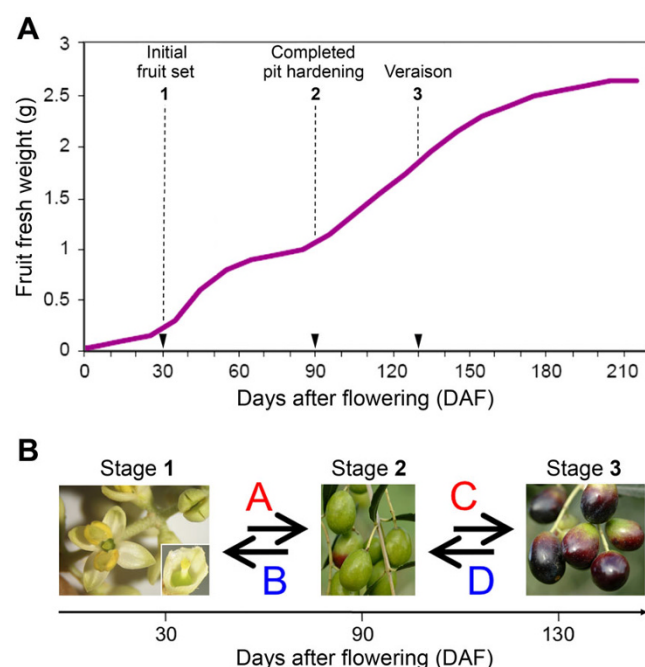 A
3
2.5
2
1.5
1
0.5
0
Fruit fresh weight (g)
Initial
fruit set
1
Completed
pit hardening
2
Veraison
3
0 30 60 90 120 150 180 210
Days after flowering (DAF)
B
Stage 1
Stage 2
Stage 3
A
B
C
D
30 90 130
Days after flowering (DAF)